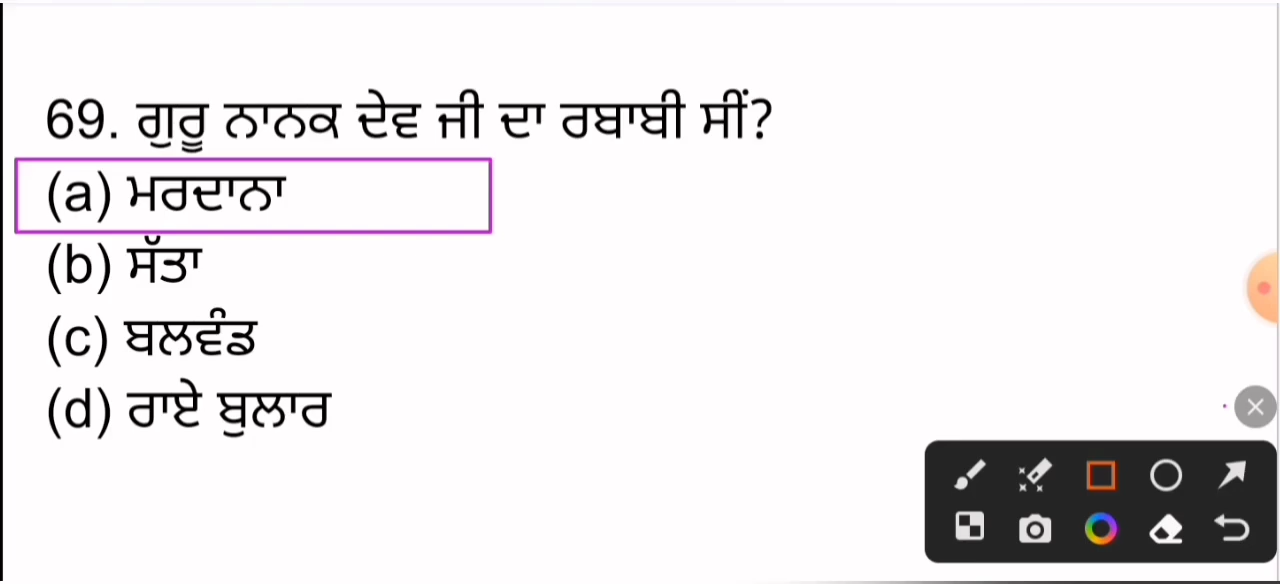 69. ਗੁਰੂ ਨਾਨਕ ਦੇਵ ਜੀ ਦਾ ਰਬਾਬੀ ਸੀਂ?
(a) ਮਰਦਾਨਾ
(b) ਸੱਤਾ
(c) ਬਲਵੰਡ
(d) ਰਾਏ ਬੁਲਾਰ